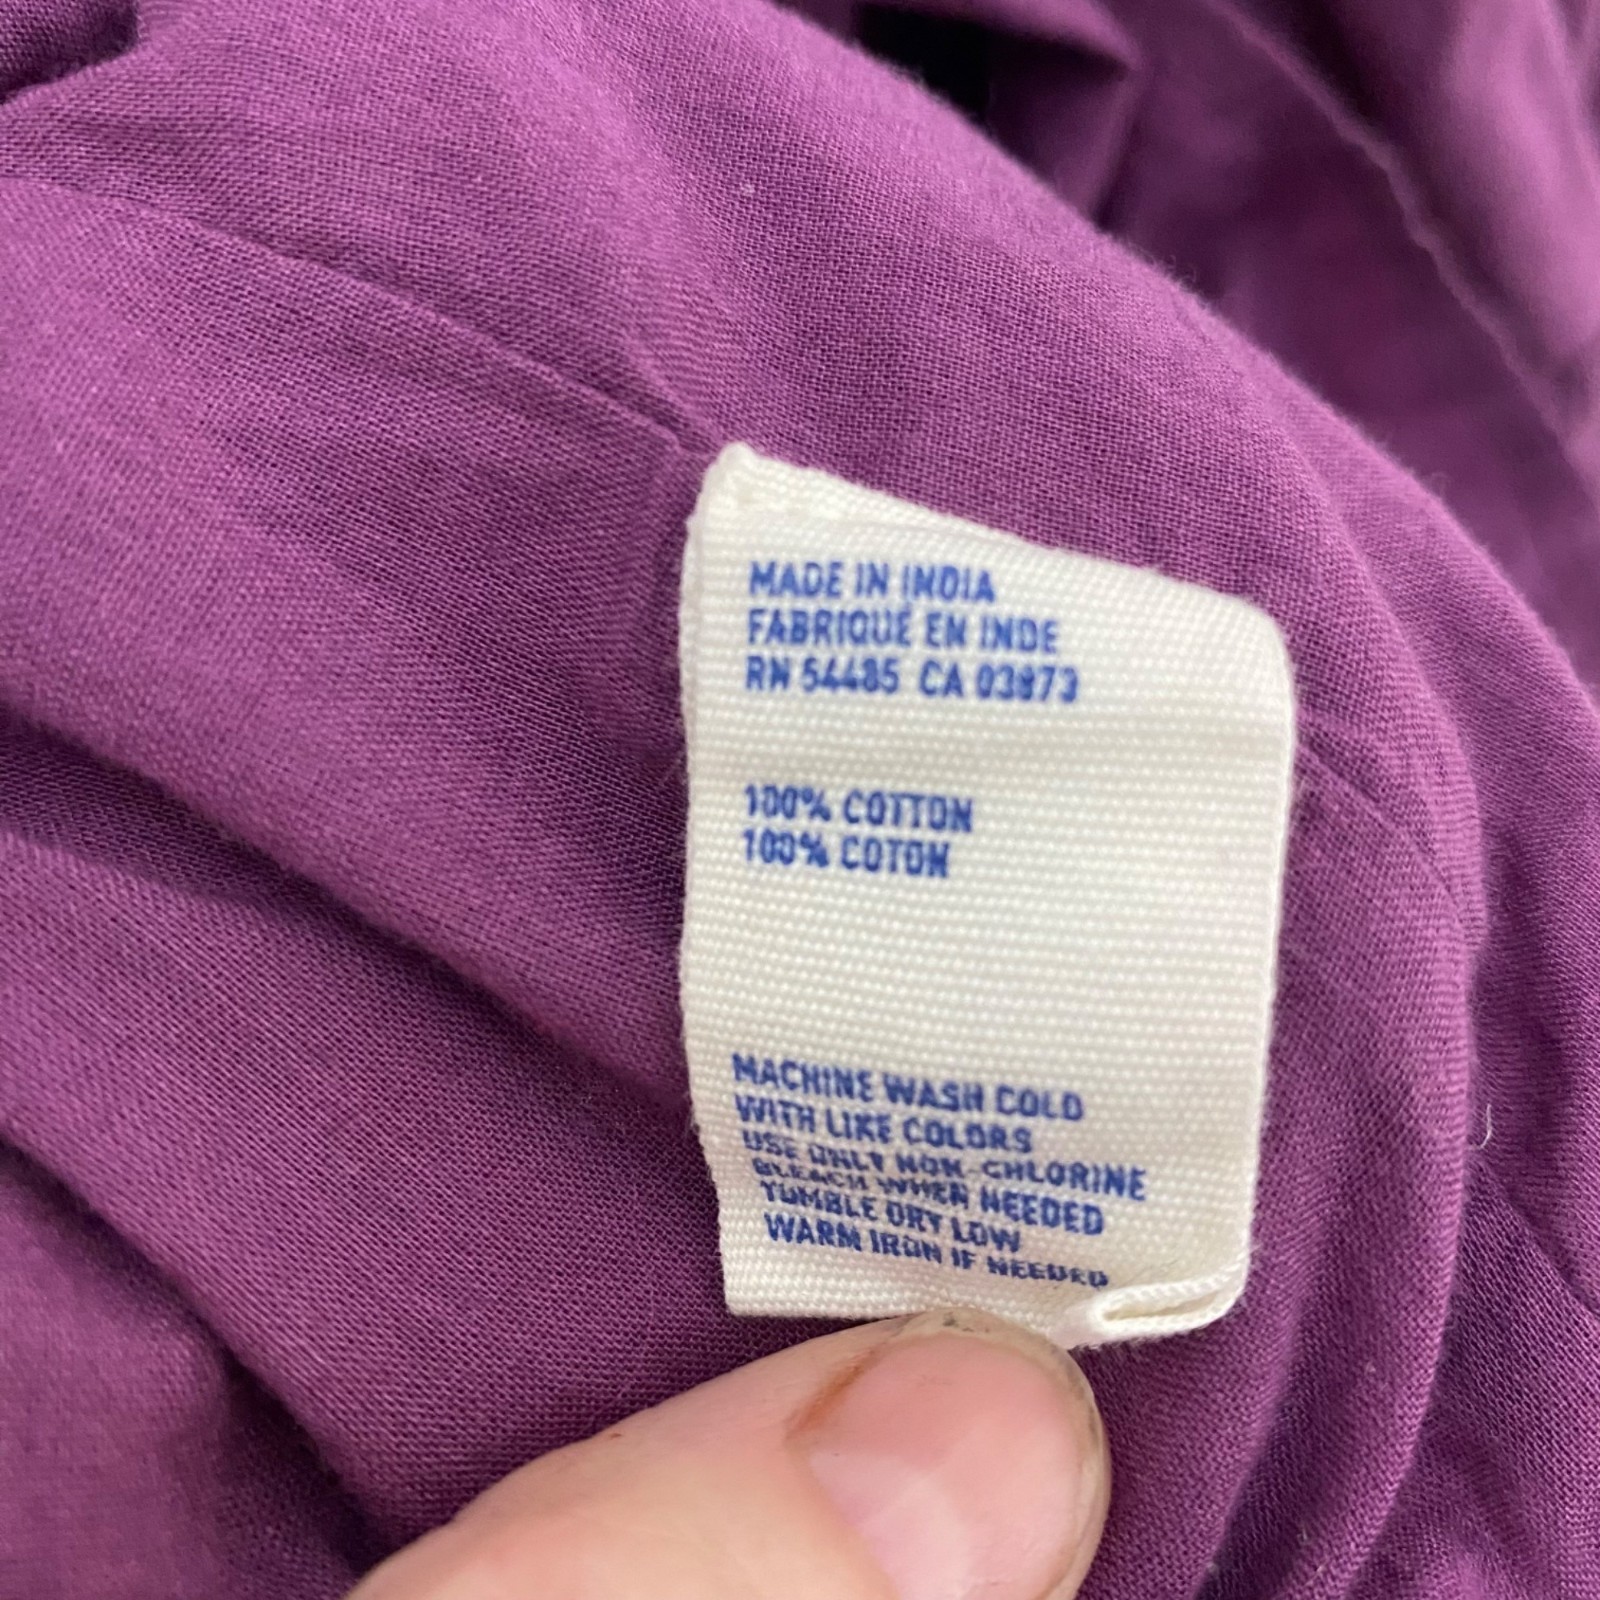 MADE IN INDIA
FABRIQUÉ EN INDE
RN 54485 CA 03873
100% COTTON
100% COTON
MACHINE WASH COLD
WITH LIKE COLORS
USE ONLY NON-CHLORINE
BLEACH WHEN NEEDED
TUMBLE DRY LOW
WARM IRON IF NEEDED